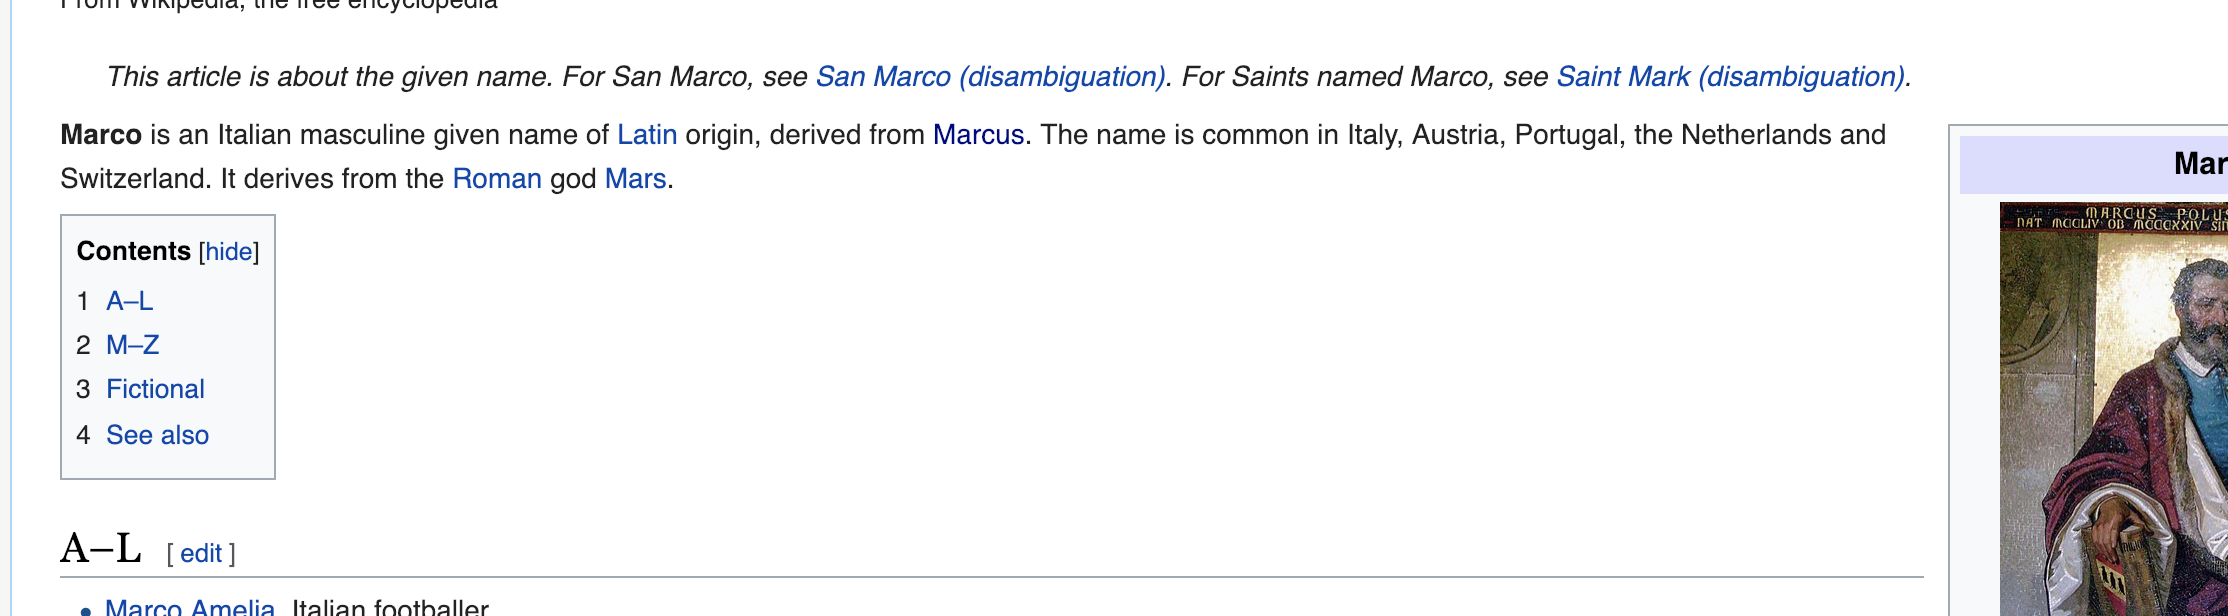 From Wikipedia, the free encyclopedia
This article is about the given name. For San Marco, see San Marco (disambiguation). For Saints named Marco, see Saint Mark (disambiguation).
Marco is an Italian masculine given name of Latin origin, derived from Marcus. The name is common in Italy, Austria, Portugal, the Netherlands and
Switzerland. It derives from the Roman god Mars.
Mar
Contents [hide]
1 A–L
2 M–Z
3 Fictional
4 See also
MARCUS POLUS
NAT MCCLIV OB MCCCXXIV
A–L [ edit ]
• Marco Amelia, Italian footballer